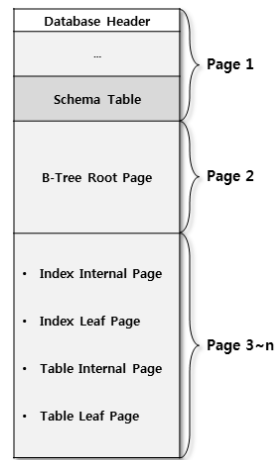 Database Header
...
Schema Table
Page 1
B-Tree Root Page
Page 2
• Index Internal Page
• Index Leaf Page
• Table Internal Page
• Table Leaf Page
Page 3~n